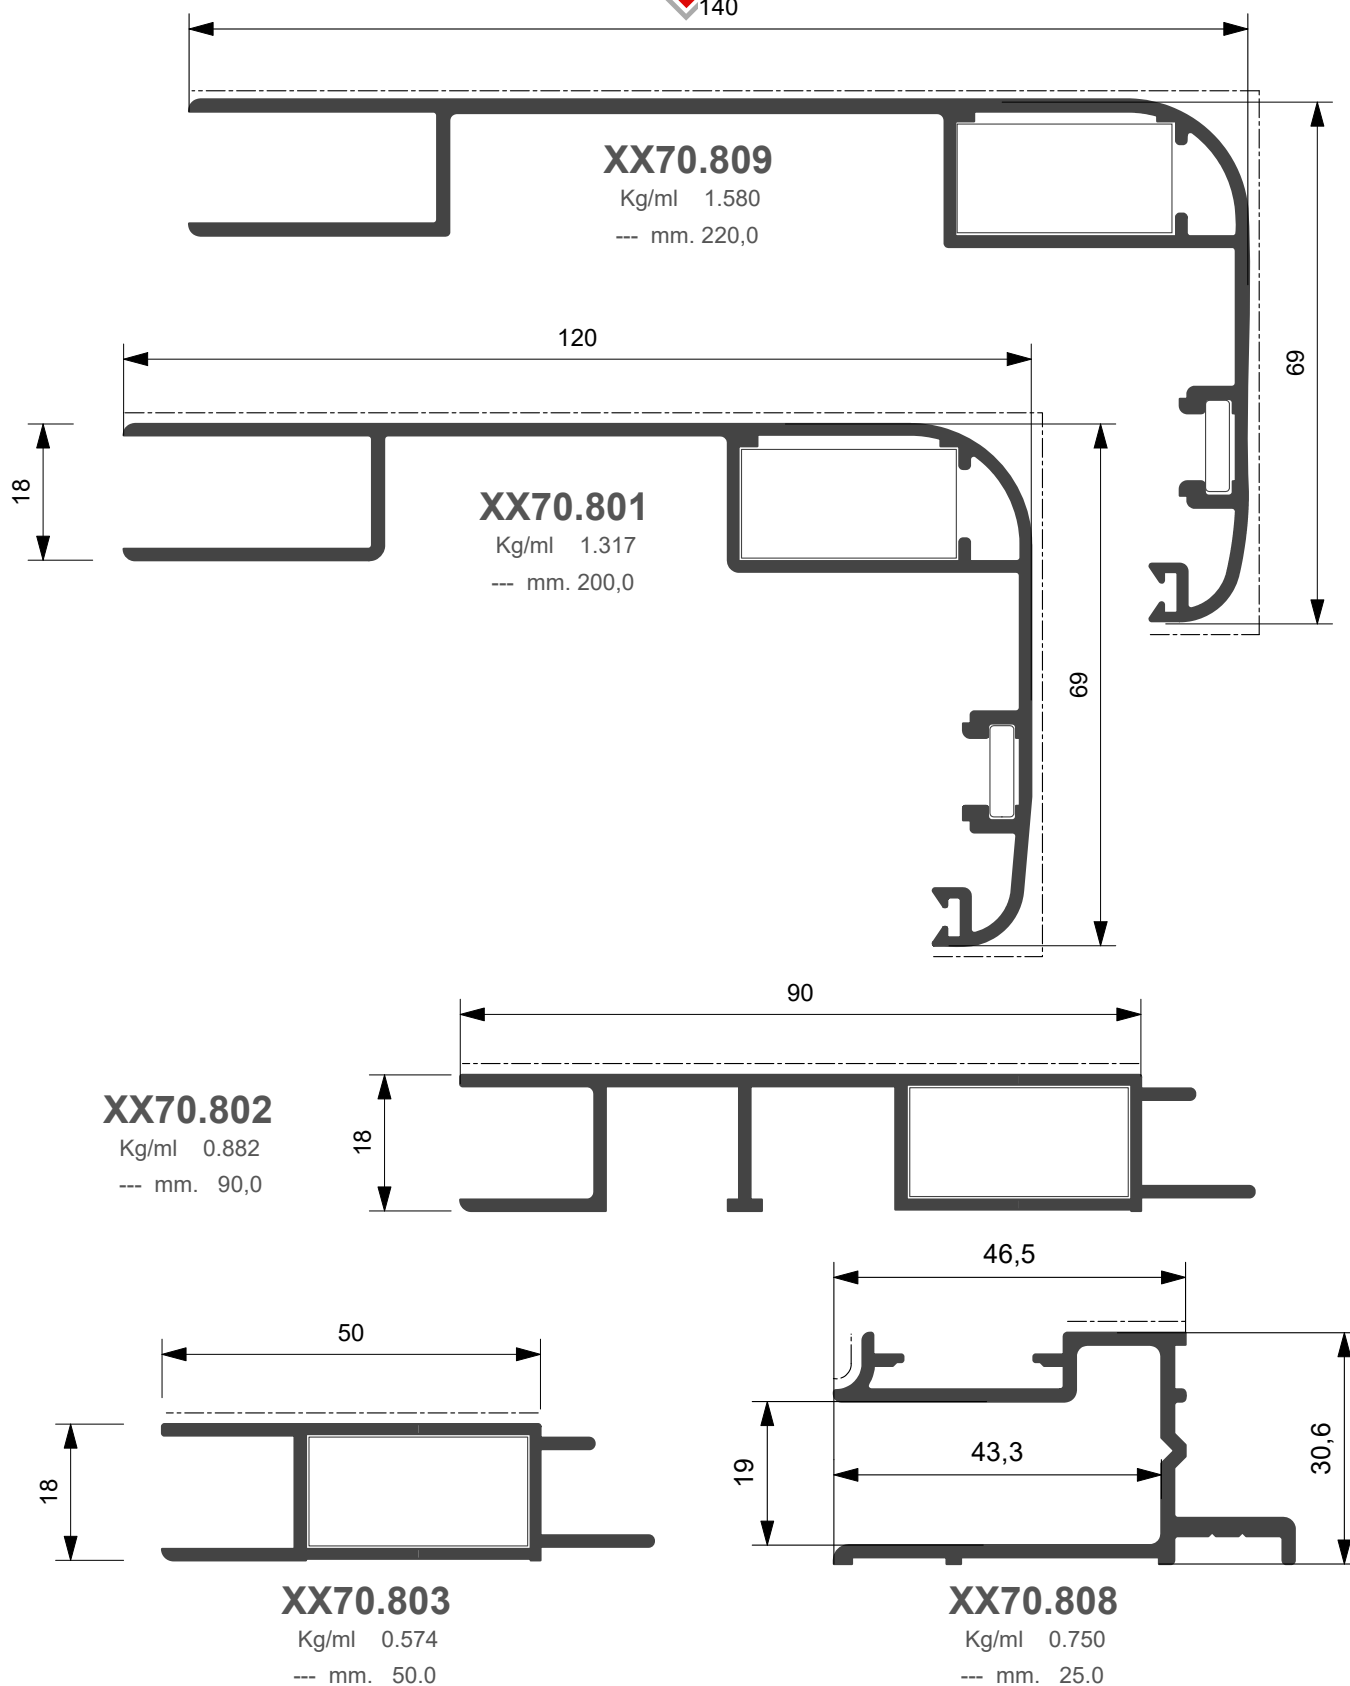 140
XX70.809
Kg/ml 1.580
--- mm. 220,0
69
120
18
XX70.801
Kg/ml 1.317
--- mm. 200,0
69
90
XX70.802
Kg/ml 0.882
--- mm. 90,0
18
46,5
50
43,3
30,6
19
18
XX70.803
Kg/ml 0.574
--- mm. 50.0
XX70.808
Kg/ml 0.750
--- mm. 25.0